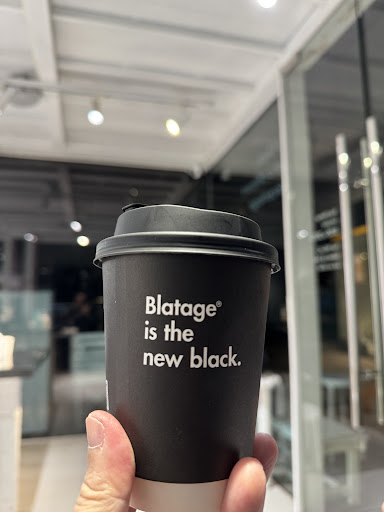 Blatage®
is the
new black.